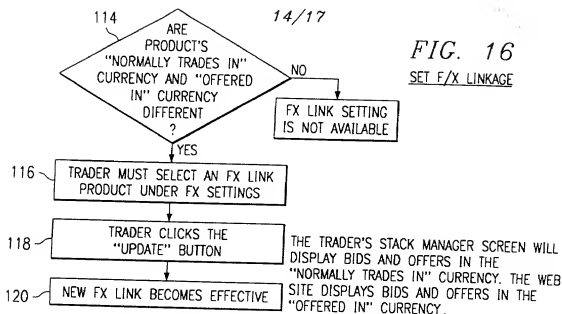 14/17
FIG. 16
SET F/X LINKAGE
114
ARE
PRODUCT'S
"NORMALLY TRADES IN"
CURRENCY AND "OFFERED
IN" CURRENCY
DIFFERENT
?
NO
FX LINK SETTING
IS NOT AVAILABLE
YES
116
TRADER MUST SELECT AN FX LINK
PRODUCT UNDER FX SETTINGS
118
TRADER CLICKS THE
"UPDATE" BUTTON
120
NEW FX LINK BECOMES EFFECTIVE
THE TRADER'S STACK MANAGER SCREEN WILL
DISPLAY BIDS AND OFFERS IN THE
"NORMALLY TRADES IN" CURRENCY. THE WEB
SITE DISPLAYS BIDS AND OFFERS IN THE
"OFFERED IN" CURRENCY.